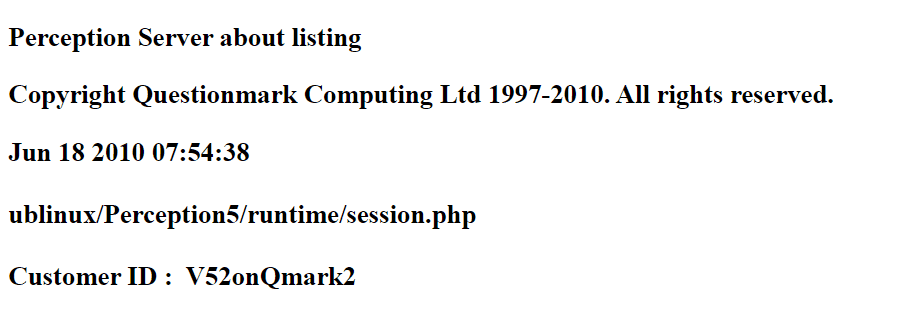 Perception Server about listing
Copyright Questionmark Computing Ltd 1997-2010. All rights reserved.
Jun 18 2010 07:54:38
ublinux/Perception5/runtime/session.php
Customer ID :  V52onQmark2